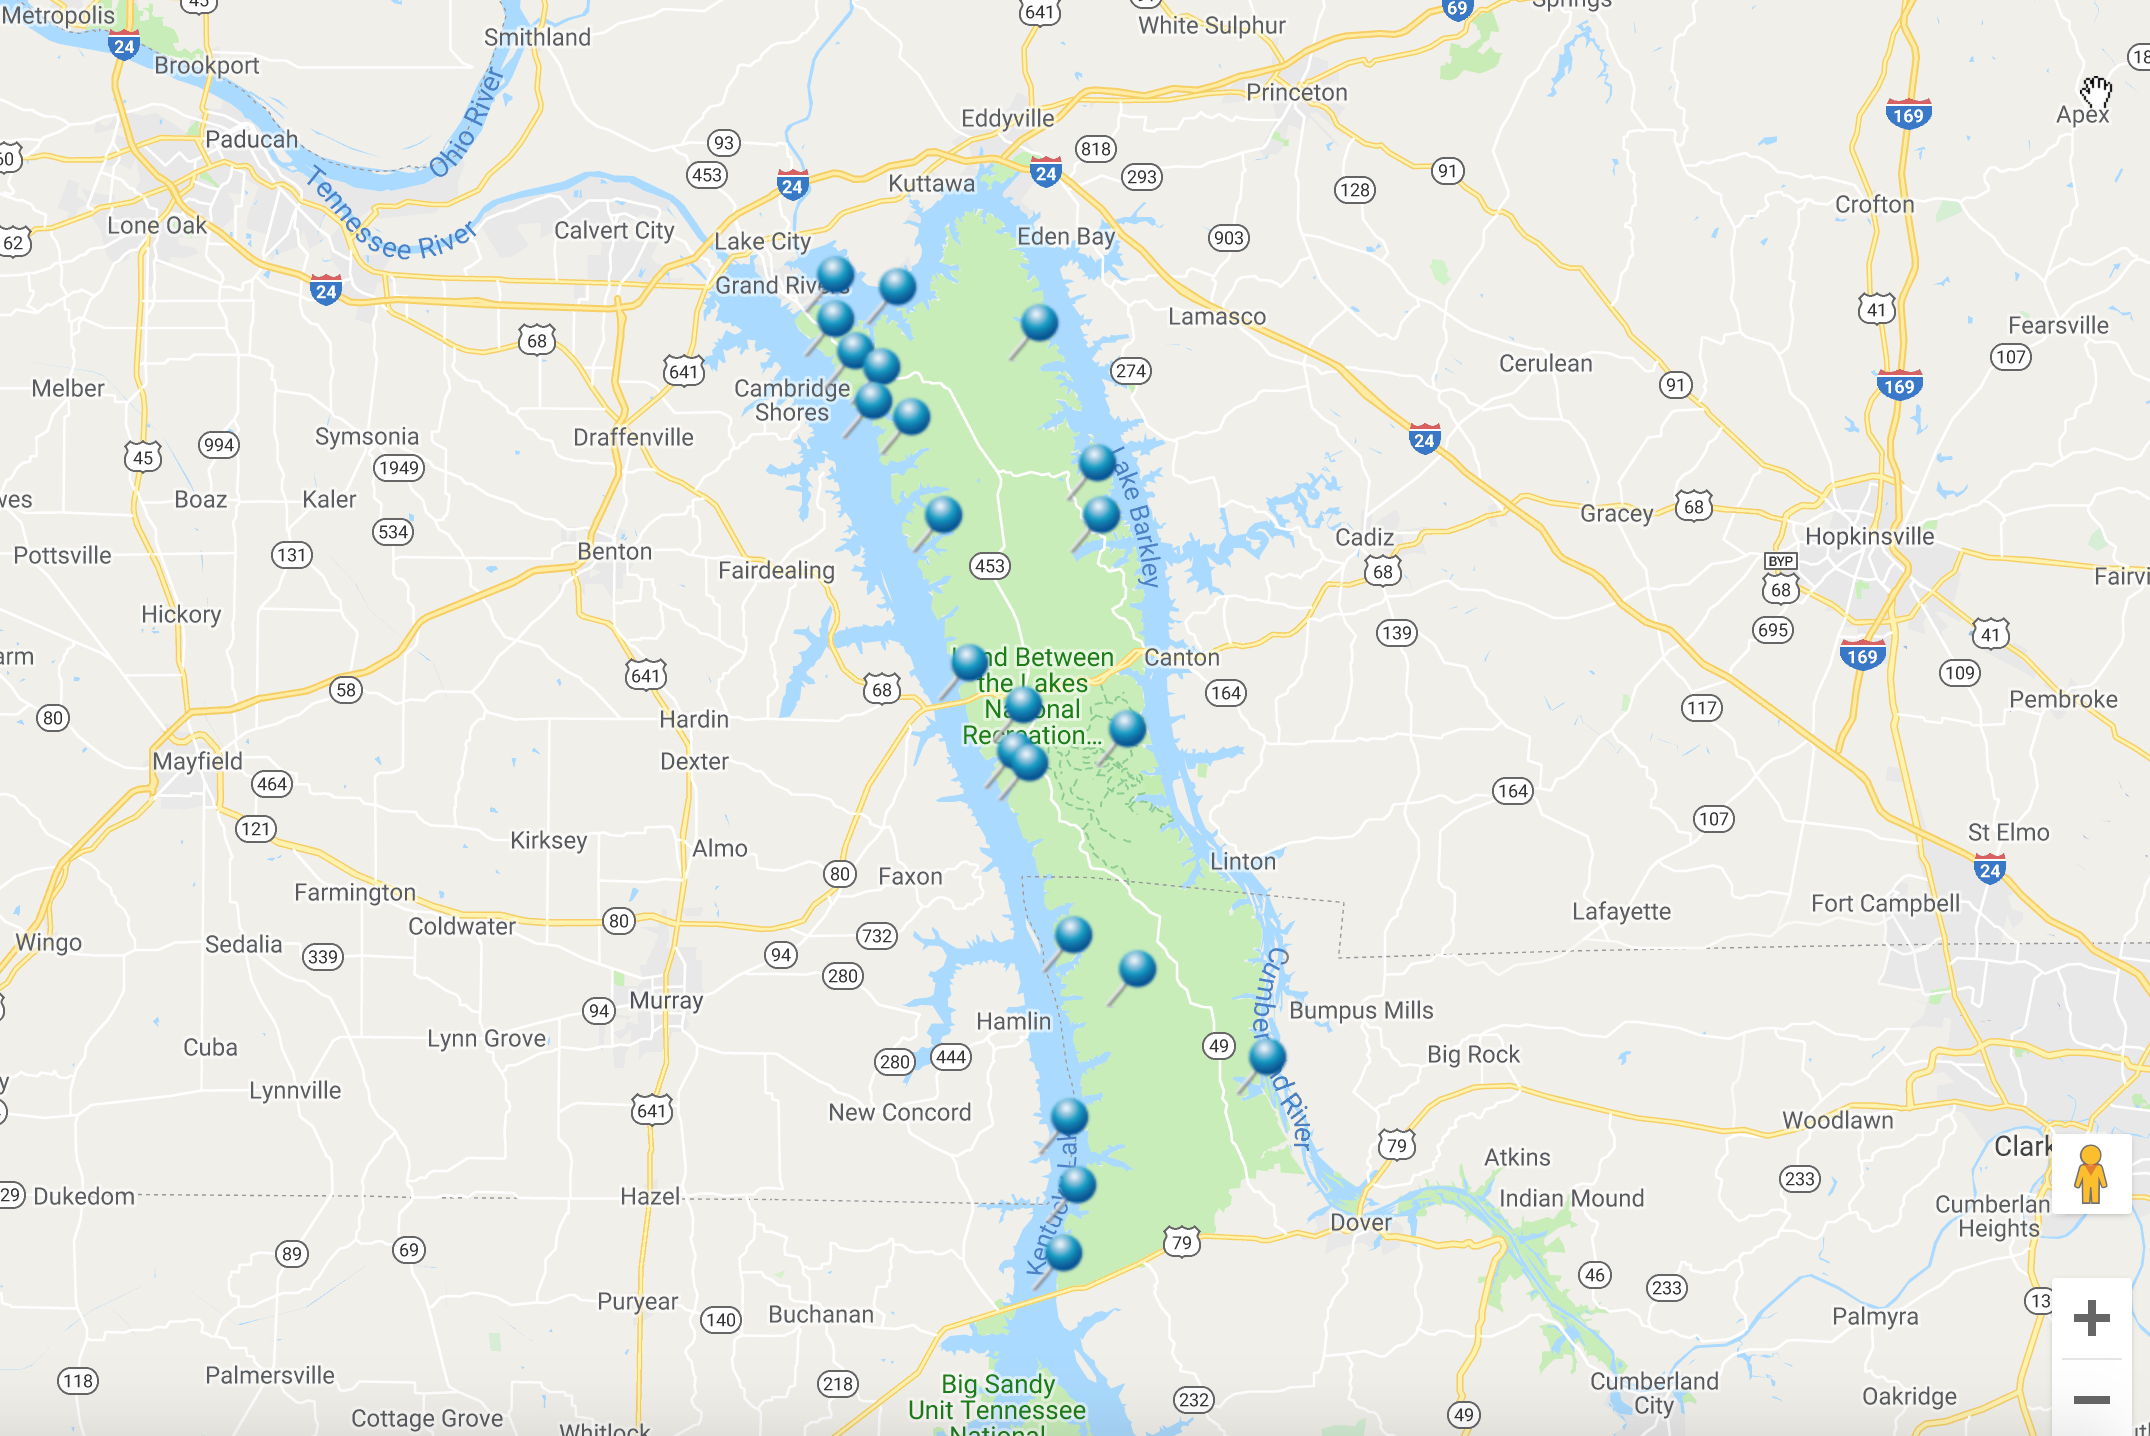 Metropolis
45
Smithland
641
White Sulphur
69
24
Brookport
Princeton
18
169
Apex
Ohio River
Eddyville
Paducah
93
818
60
453
24
24
293
91
128
Kuttawa
Tennessee River
Crofton
Lone Oak
62
Calvert City
Lake City
Eden Bay
903
24
Grand Rivers
41
Lamasco
Fearsville
68
107
641
Cerulean
274
169
91
Melber
Cambridge
Shores
Symsonia
Draffenville
24
994
45
1949
Lake Barkley
Boaz
Kaler
Gracey
68
534
Cadiz
Hopkinsville
Pottsville
131
Benton
453
68
BYP
68
Fairdealing
Hickory
139
695
41
Land Between
the Lakes
National
Recreation...
Canton
169
641
109
58
68
164
Pembroke
80
Hardin
117
Mayfield
Dexter
464
164
107
121
Kirksey
Almo
St Elmo
Linton
24
80
Faxon
Farmington
Fort Campbell
Lafayette
80
Coldwater
732
Wingo
Sedalia
339
94
280
Cumberland River
Murray
94
Hamlin
Bumpus Mills
Lynn Grove
Cuba
49
Big Rock
280
444
Lynnville
641
New Concord
Woodlawn
79
Clark
Kentucky Lake
Atkins
233
29
Dukedom
Hazel
Indian Mound
Cumberlan
Heights
Dover
79
89
69
46
233
Puryear
13
140
Buchanan
Palmyra
118
Palmersville
218
Big Sandy
Unit Tennessee
National
Cumberland
City
232
Oakridge
49
Cottage Grove
Whitlock